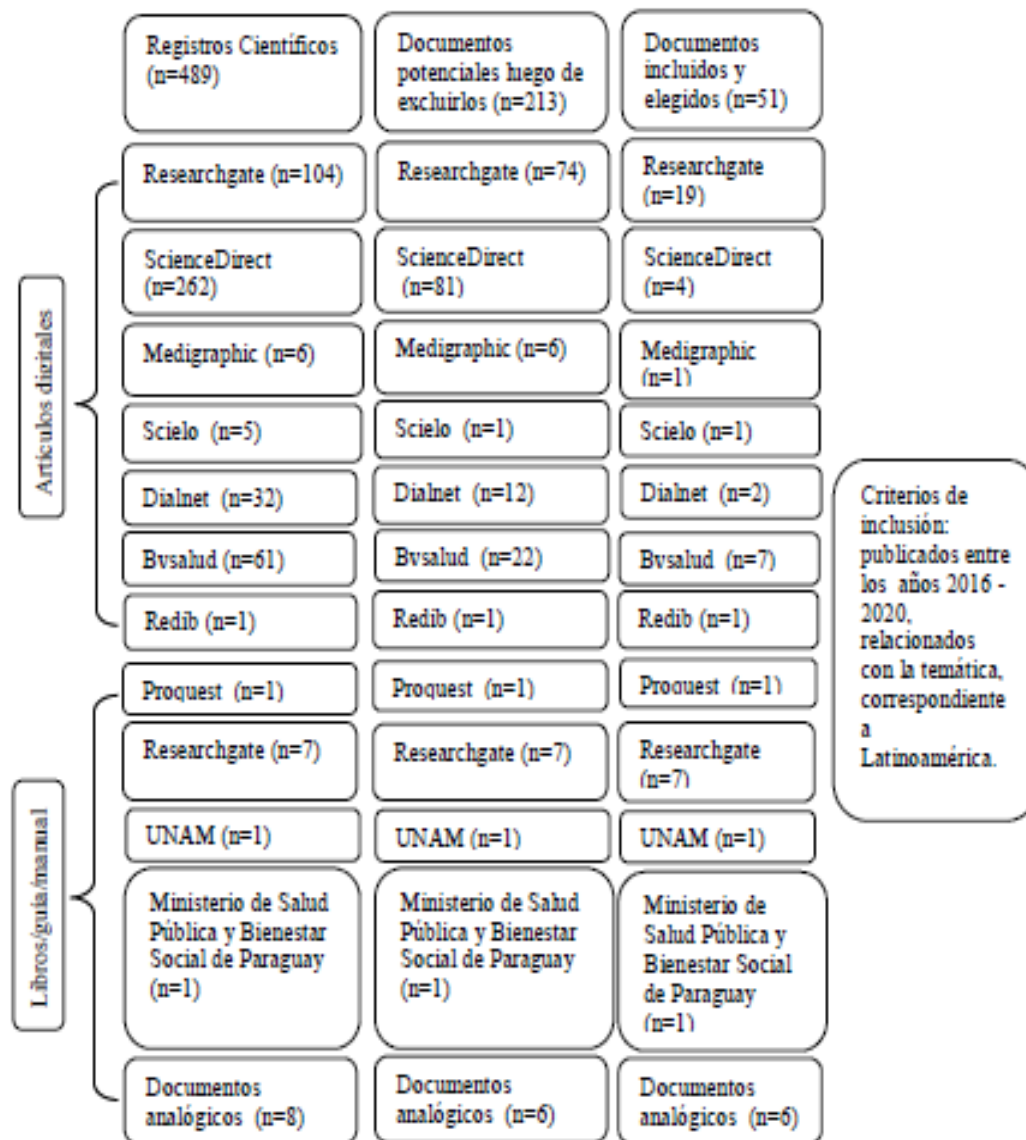 Registros Científicos
(n=489)
Documentos
potenciales luego de
excluirlos (n=213)
Documentos
incluidos y
elegidos (n=51)
Artículos digitales
Researchgate (n=104)
Researchgate (n=74)
Researchgate
(n=19)
ScienceDirect
(n=262)
ScienceDirect
(n=81)
ScienceDirect
(n=4)
Medigraphic (n=6)
Medigraphic (n=6)
Medigraphic
(n=1)
Scielo (n=5)
Scielo (n=1)
Scielo (n=1)
Dialnet (n=32)
Dialnet (n=12)
Dialnet (n=2)
Bvsalud (n=61)
Bvsalud (n=22)
Bvsalud (n=7)
Redib (n=1)
Redib (n=1)
Redib (n=1)
Libros/guía/manual
Proquest (n=1)
Proquest (n=1)
Proquest (n=1)
Researchgate (n=7)
Researchgate (n=7)
Researchgate
(n=7)
UNAM (n=1)
UNAM (n=1)
UNAM (n=1)
Ministerio de Salud
Pública y Bienestar
Social de Paraguay
(n=1)
Ministerio de Salud
Pública y Bienestar
Social de Paraguay
(n=1)
Ministerio de
Salud Pública y
Bienestar Social
de Paraguay
(n=1)
Documentos
analógicos (n=8)
Documentos
analógicos (n=6)
Documentos
analógicos (n=6)
Criterios de
inclusión:
publicados entre
los años 2016 -
2020,
relacionados
con la temática,
correspondiente
a
Latinoamérica.